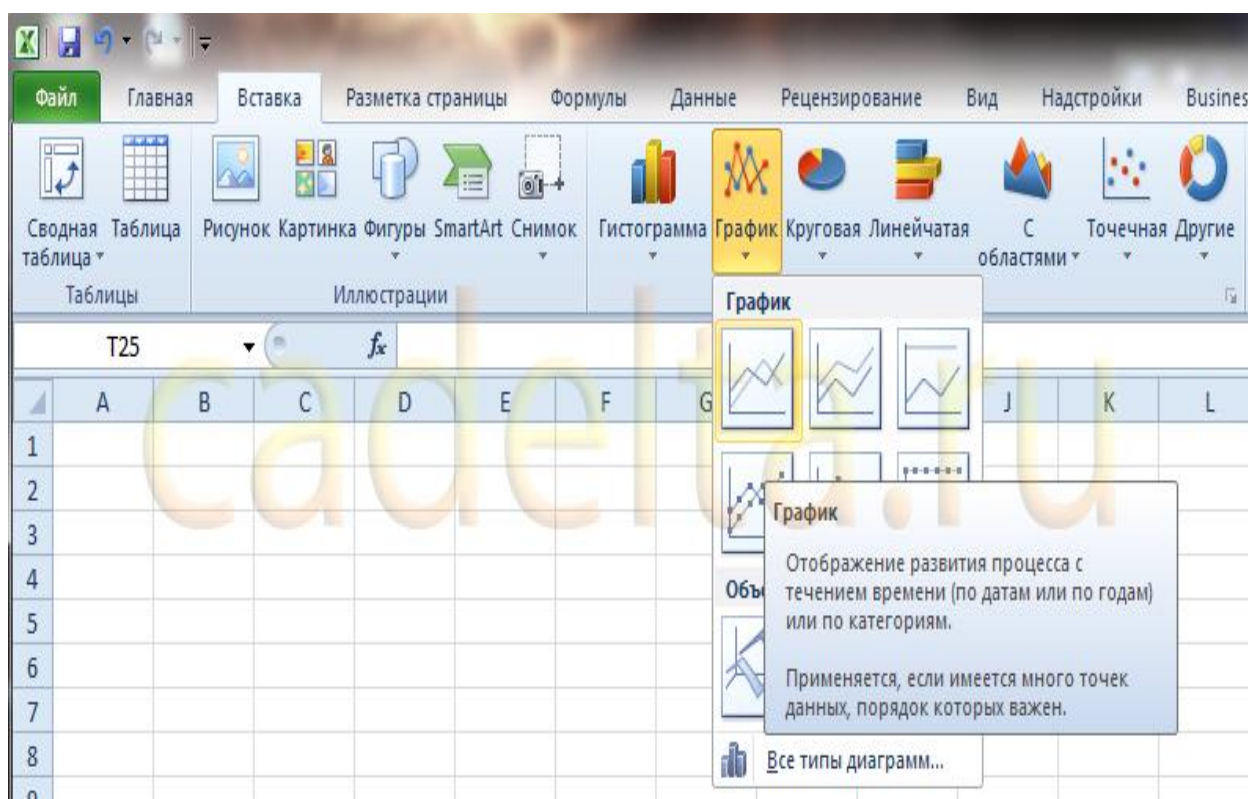 Файл Главная Вставка Разметка страницы Формулы Данные Рецензирование Вид Надстройки
Сводная таблица Таблица Рисунок Картинка Фигуры SmartArt Снимок Гистограмма График Круговая Линейчатая С областями Точечная Другие
Таблицы Иллюстрации
График
T25 fx
cadelta.ru
A B C D E F G J K L
1
2
3
4
5
6
7
8
График
Отображение развития процесса с
течением времени (по датам или по годам)
или по категориям.
Применяется, если имеется много точек
данных, порядок которых важен.
Все типы диаграмм...